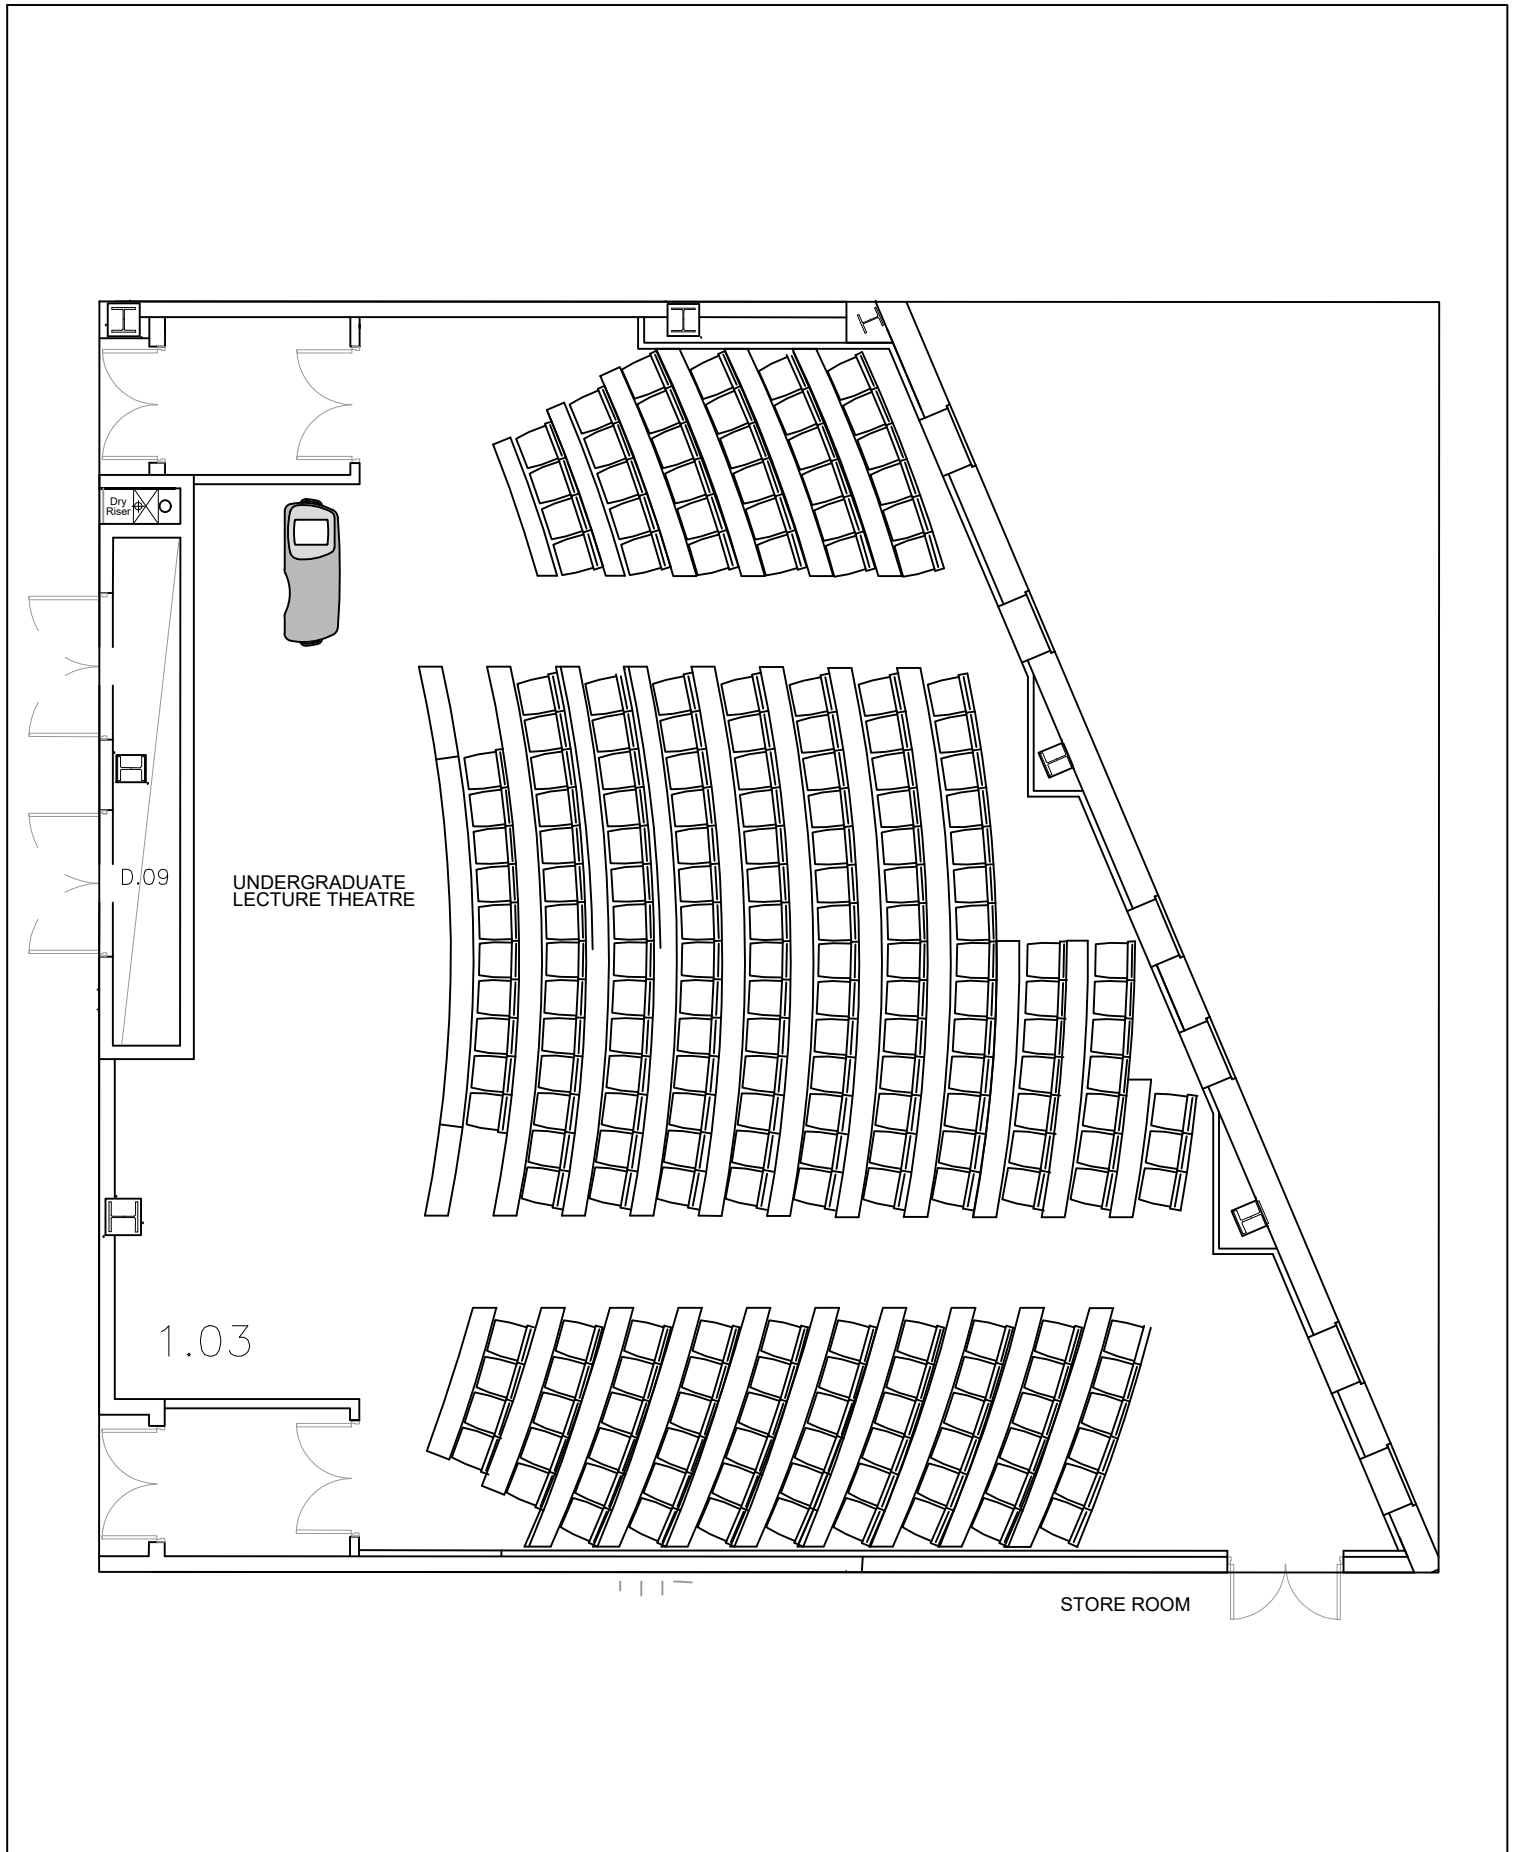 Dry
Riser
D.09
UNDERGRADUATE
LECTURE THEATRE
1.03
STORE ROOM